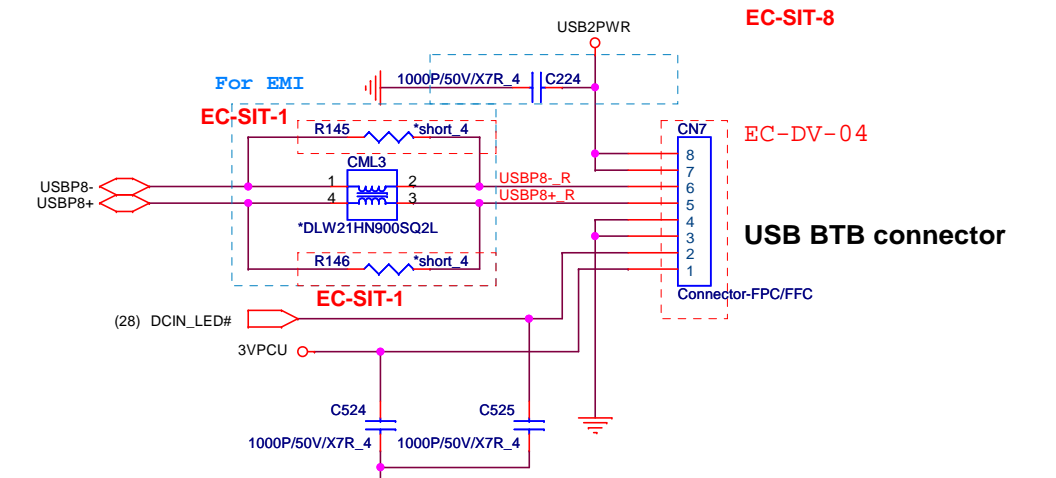 EC-SIT-8
USB2PWR
For EMI
1000P/50V/X7R_4
C224
EC-SIT-1
R145
*short_4
CN7
EC-DV-04
CML3
8
7
USBP8-
1
2
USBP8-_R
6
USBP8+
4
3
USBP8+_R
5
4
*DLW21HN900SQ2L
3
USB BTB connector
2
R146
*short_4
1
EC-SIT-1
Connector-FPC/FFC
(28) DCIN_LED#
3VPCU
C524
C525
1000P/50V/X7R_4
1000P/50V/X7R_4